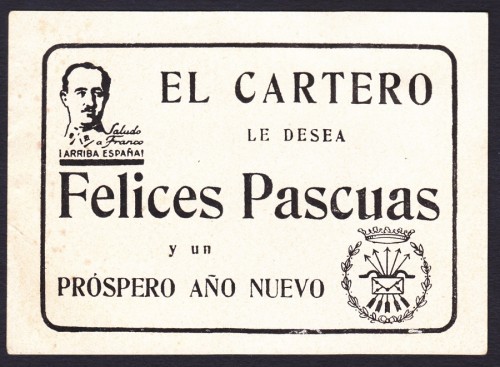 EL CARTERO
LE DESEA
Saludo
a Franco
¡ARRIBA ESPAÑA!
Felices Pascuas
y un
PRÓSPERO AÑO NUEVO